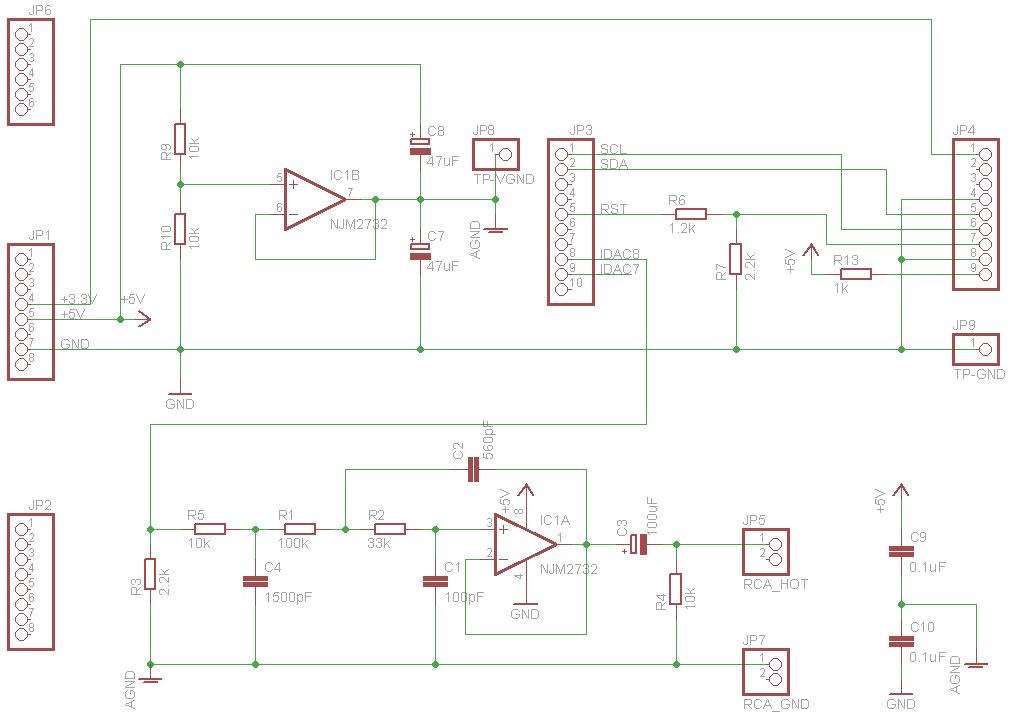 JP6
1
2
3
4
5
6
JP1
1
2
3
4
5
6
7
8
+3.3V
+5V
GND
+5V
R9
10k
R10
10k
GND
5
+
6
−
7
IC1B
NJM2732
C8
+
47uF
C7
+
47uF
JP8
1
TP-VGND
AGND
JP3
1
2
3
4
5
6
7
8
9
10
SCL
SDA
RST
IDAC8
IDAC7
R6
1.2k
R7
2.2k
+5V
R13
1k
JP4
1
2
3
4
5
6
7
8
9
JP9
1
TP-GND
JP2
1
2
3
4
5
6
7
8
R3
2.2k
AGND
R5
10k
C4
1500pF
R1
100k
R2
33k
C2
560pF
C1
100pF
+5V
8
3
+
2
−
1
4
IC1A
NJM2732
GND
C3
+
100uF
R4
10k
JP5
1
2
RCA_HOT
JP7
1
2
RCA_GND
+5V
C9
0.1uF
C10
0.1uF
GND
AGND